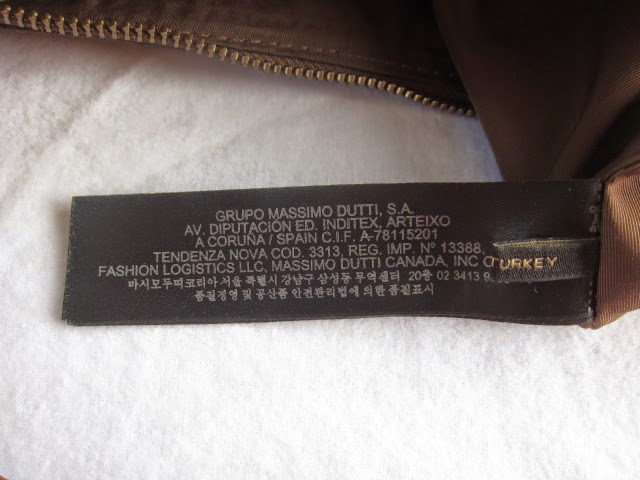 GRUPO MASSIMO DUTTI, S.A.
AV. DIPUTACIÓN ED. INDITEX, ARTEIXO
A CORUÑA / SPAIN C.I.F. A-78115201
TENDENZA NOVA COD. 3313, REG. IMP. Nº 13388,
FASHION LOGISTICS LLC, MASSIMO DUTTI CANADA, INC
TURKEY
마시모두띠코리아 서울 특별시 강남구 삼성동 무역센터 20층 02 3413 9
품질경영 및 공산품 안전관리법에 의한 품질표시